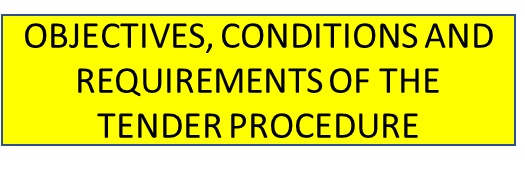 OBJECTIVES, CONDITIONS AND
REQUIREMENTS OF THE
TENDER PROCEDURE